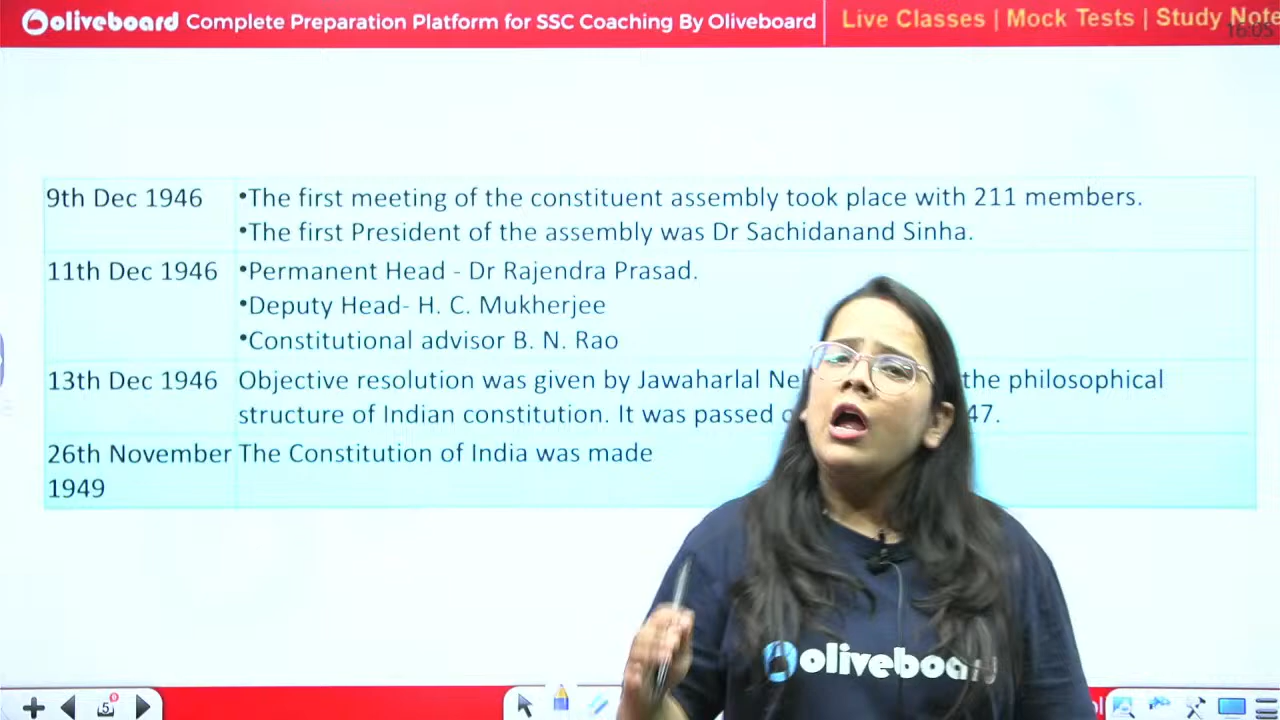 oliveboard Complete Preparation Platform for SSC Coaching By Oliveboard
Live Classes | Mock Tests | Study Note
16:05
9th Dec 1946 •The first meeting of the constituent assembly took place with 211 members.
•The first President of the assembly was Dr Sachidanand Sinha.
11th Dec 1946 •Permanent Head - Dr Rajendra Prasad.
•Deputy Head- H. C. Mukherjee
•Constitutional advisor B. N. Rao
13th Dec 1946 Objective resolution was given by Jawaharlal the philosophical
structure of Indian constitution. It was passed 47.
26th November The Constitution of India was made
1949
oliveboard
5